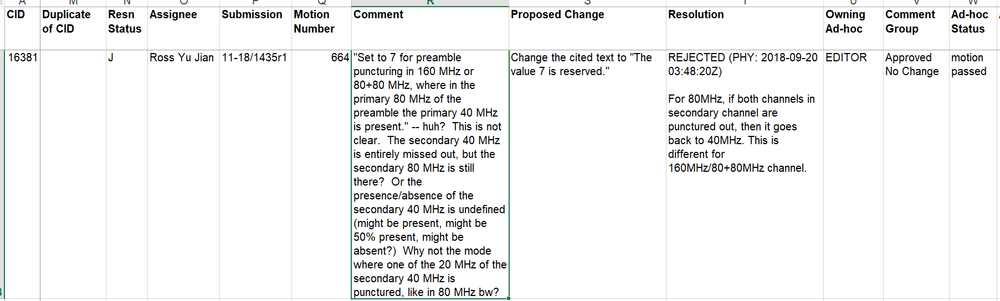 A M N O P Q R S T U V W
CID
Duplicate
of CID
Resn
Status
Assignee
Submission
Motion
Number
Comment
Proposed Change
Resolution
Owning
Ad-hoc
Comment
Group
Ad-hoc
Status
16381
J
Ross Yu Jian
11-18/1435r1
664
"Set to 7 for preamble
puncturing in 160 MHz or
80+80 MHz, where in the
primary 80 MHz of the
preamble the primary 40 MHz
is present." -- huh?  This is not
clear.  The secondary 40 MHz
is entirely missed out, but the
secondary 80 MHz is still
there?  Or the
presence/absence of the
secondary 40 MHz is undefined
(might be present, might be
50% present, might be
absent?)  Why not the mode
where one of the 20 MHz of the
secondary 40 MHz is
punctured, like in 80 MHz bw?
Change the cited text to "The
value 7 is reserved."
REJECTED (PHY: 2018-09-20
03:48:20Z)
For 80MHz, if both channels in
secondary channel are
punctured out, then it goes
back to 40MHz. This is
different for
160MHz/80+80MHz channel.
EDITOR
Approved
No Change
motion
passed